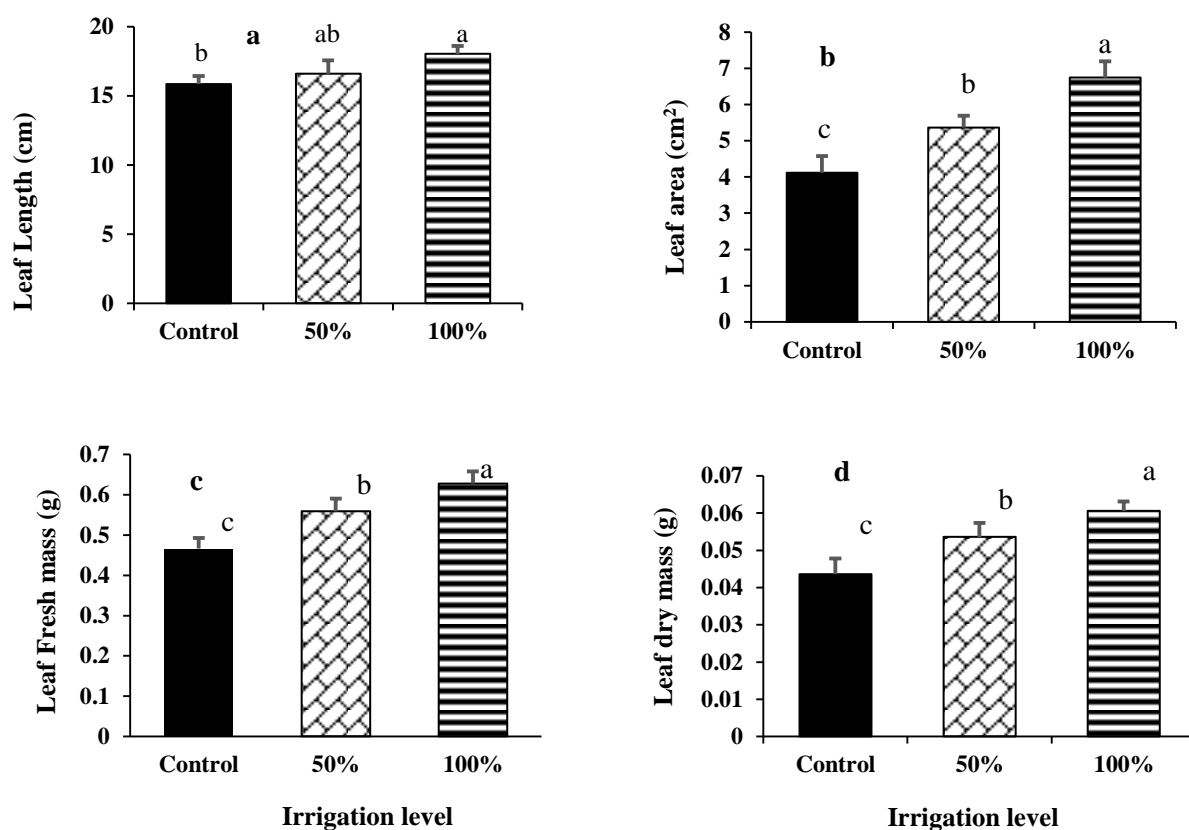 Leaf Length (cm)
20
15
10
5
0
b
a
ab
a
Control 50% 100%
Leaf area (cm²)
8
7
6
5
4
3
2
1
0
c
b
b
a
Control 50% 100%
Leaf Fresh mass (g)
0.7
0.6
0.5
0.4
0.3
0.2
0.1
0
c
c
b
a
Control 50% 100%
Irrigation level
Leaf dry mass (g)
0.07
0.06
0.05
0.04
0.03
0.02
0.01
0
d
c
b
a
Control 50% 100%
Irrigation level